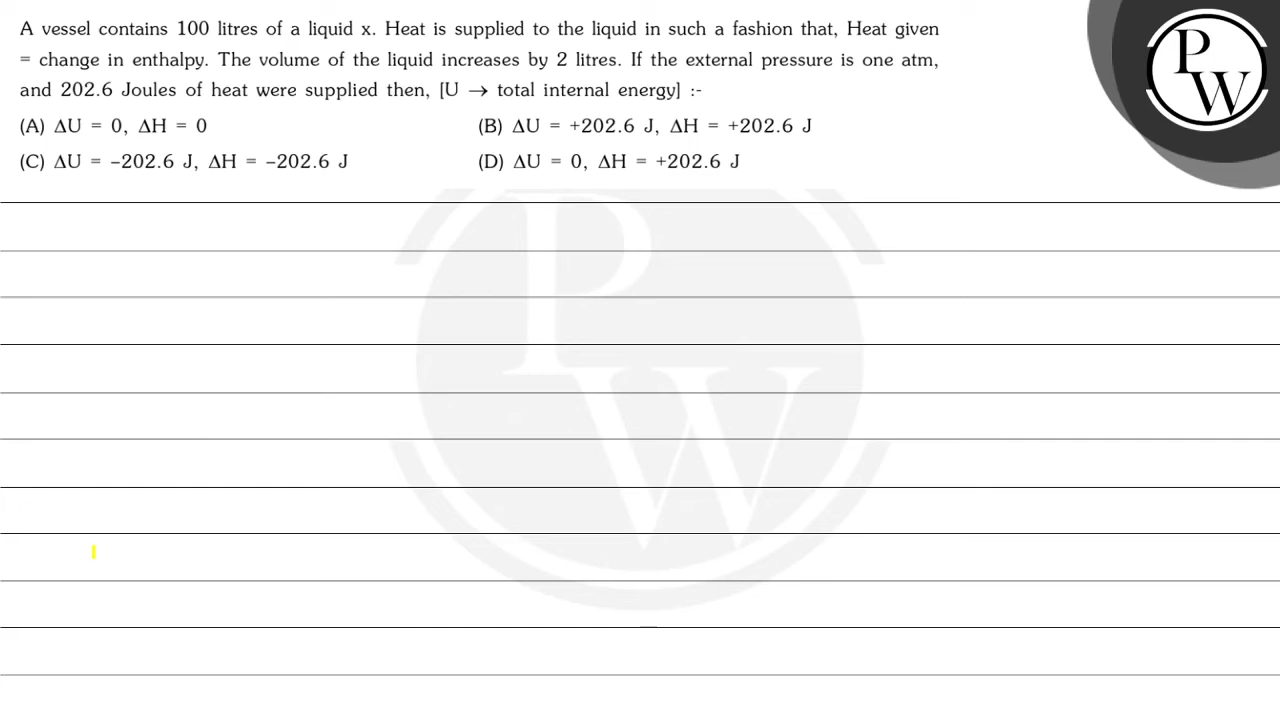 A vessel contains 100 litres of a liquid x. Heat is supplied to the liquid in such a fashion that, Heat given
= change in enthalpy. The volume of the liquid increases by 2 litres. If the external pressure is one atm,
and 202.6 Joules of heat were supplied then, [U → total internal energy] :-
(A) ΔU = 0, ΔH = 0 (B) ΔU = +202.6 J, ΔH = +202.6 J
(C) ΔU = −202.6 J, ΔH = −202.6 J (D) ΔU = 0, ΔH = +202.6 J
P
W
P
W